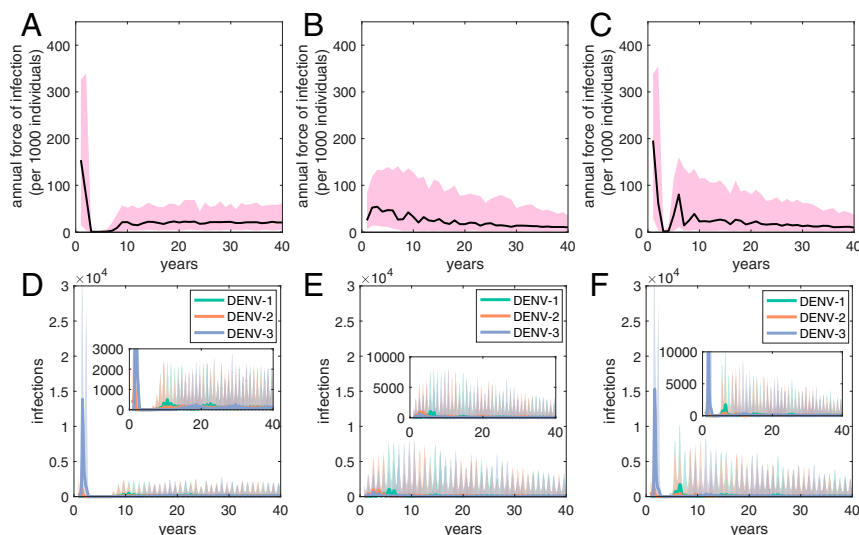 A
B
C
annual force of infection
(per 1000 individuals)
400
300
200
100
0
0
10
20
30
40
years
annual force of infection
(per 1000 individuals)
400
300
200
100
0
0
10
20
30
40
years
annual force of infection
(per 1000 individuals)
400
300
200
100
0
0
10
20
30
40
years
D
E
F
×10⁴
infections
3
2.5
2
1.5
1
0.5
0
0
10
20
30
40
years
DENV-1
DENV-2
DENV-3
3000
2000
1000
0
0
20
40
×10⁴
infections
3
2.5
2
1.5
1
0.5
0
0
10
20
30
40
years
DENV-1
DENV-2
DENV-3
10000
5000
0
0
20
40
×10⁴
infections
3
2.5
2
1.5
1
0.5
0
0
10
20
30
40
years
DENV-1
DENV-2
DENV-3
10000
5000
0
0
20
40